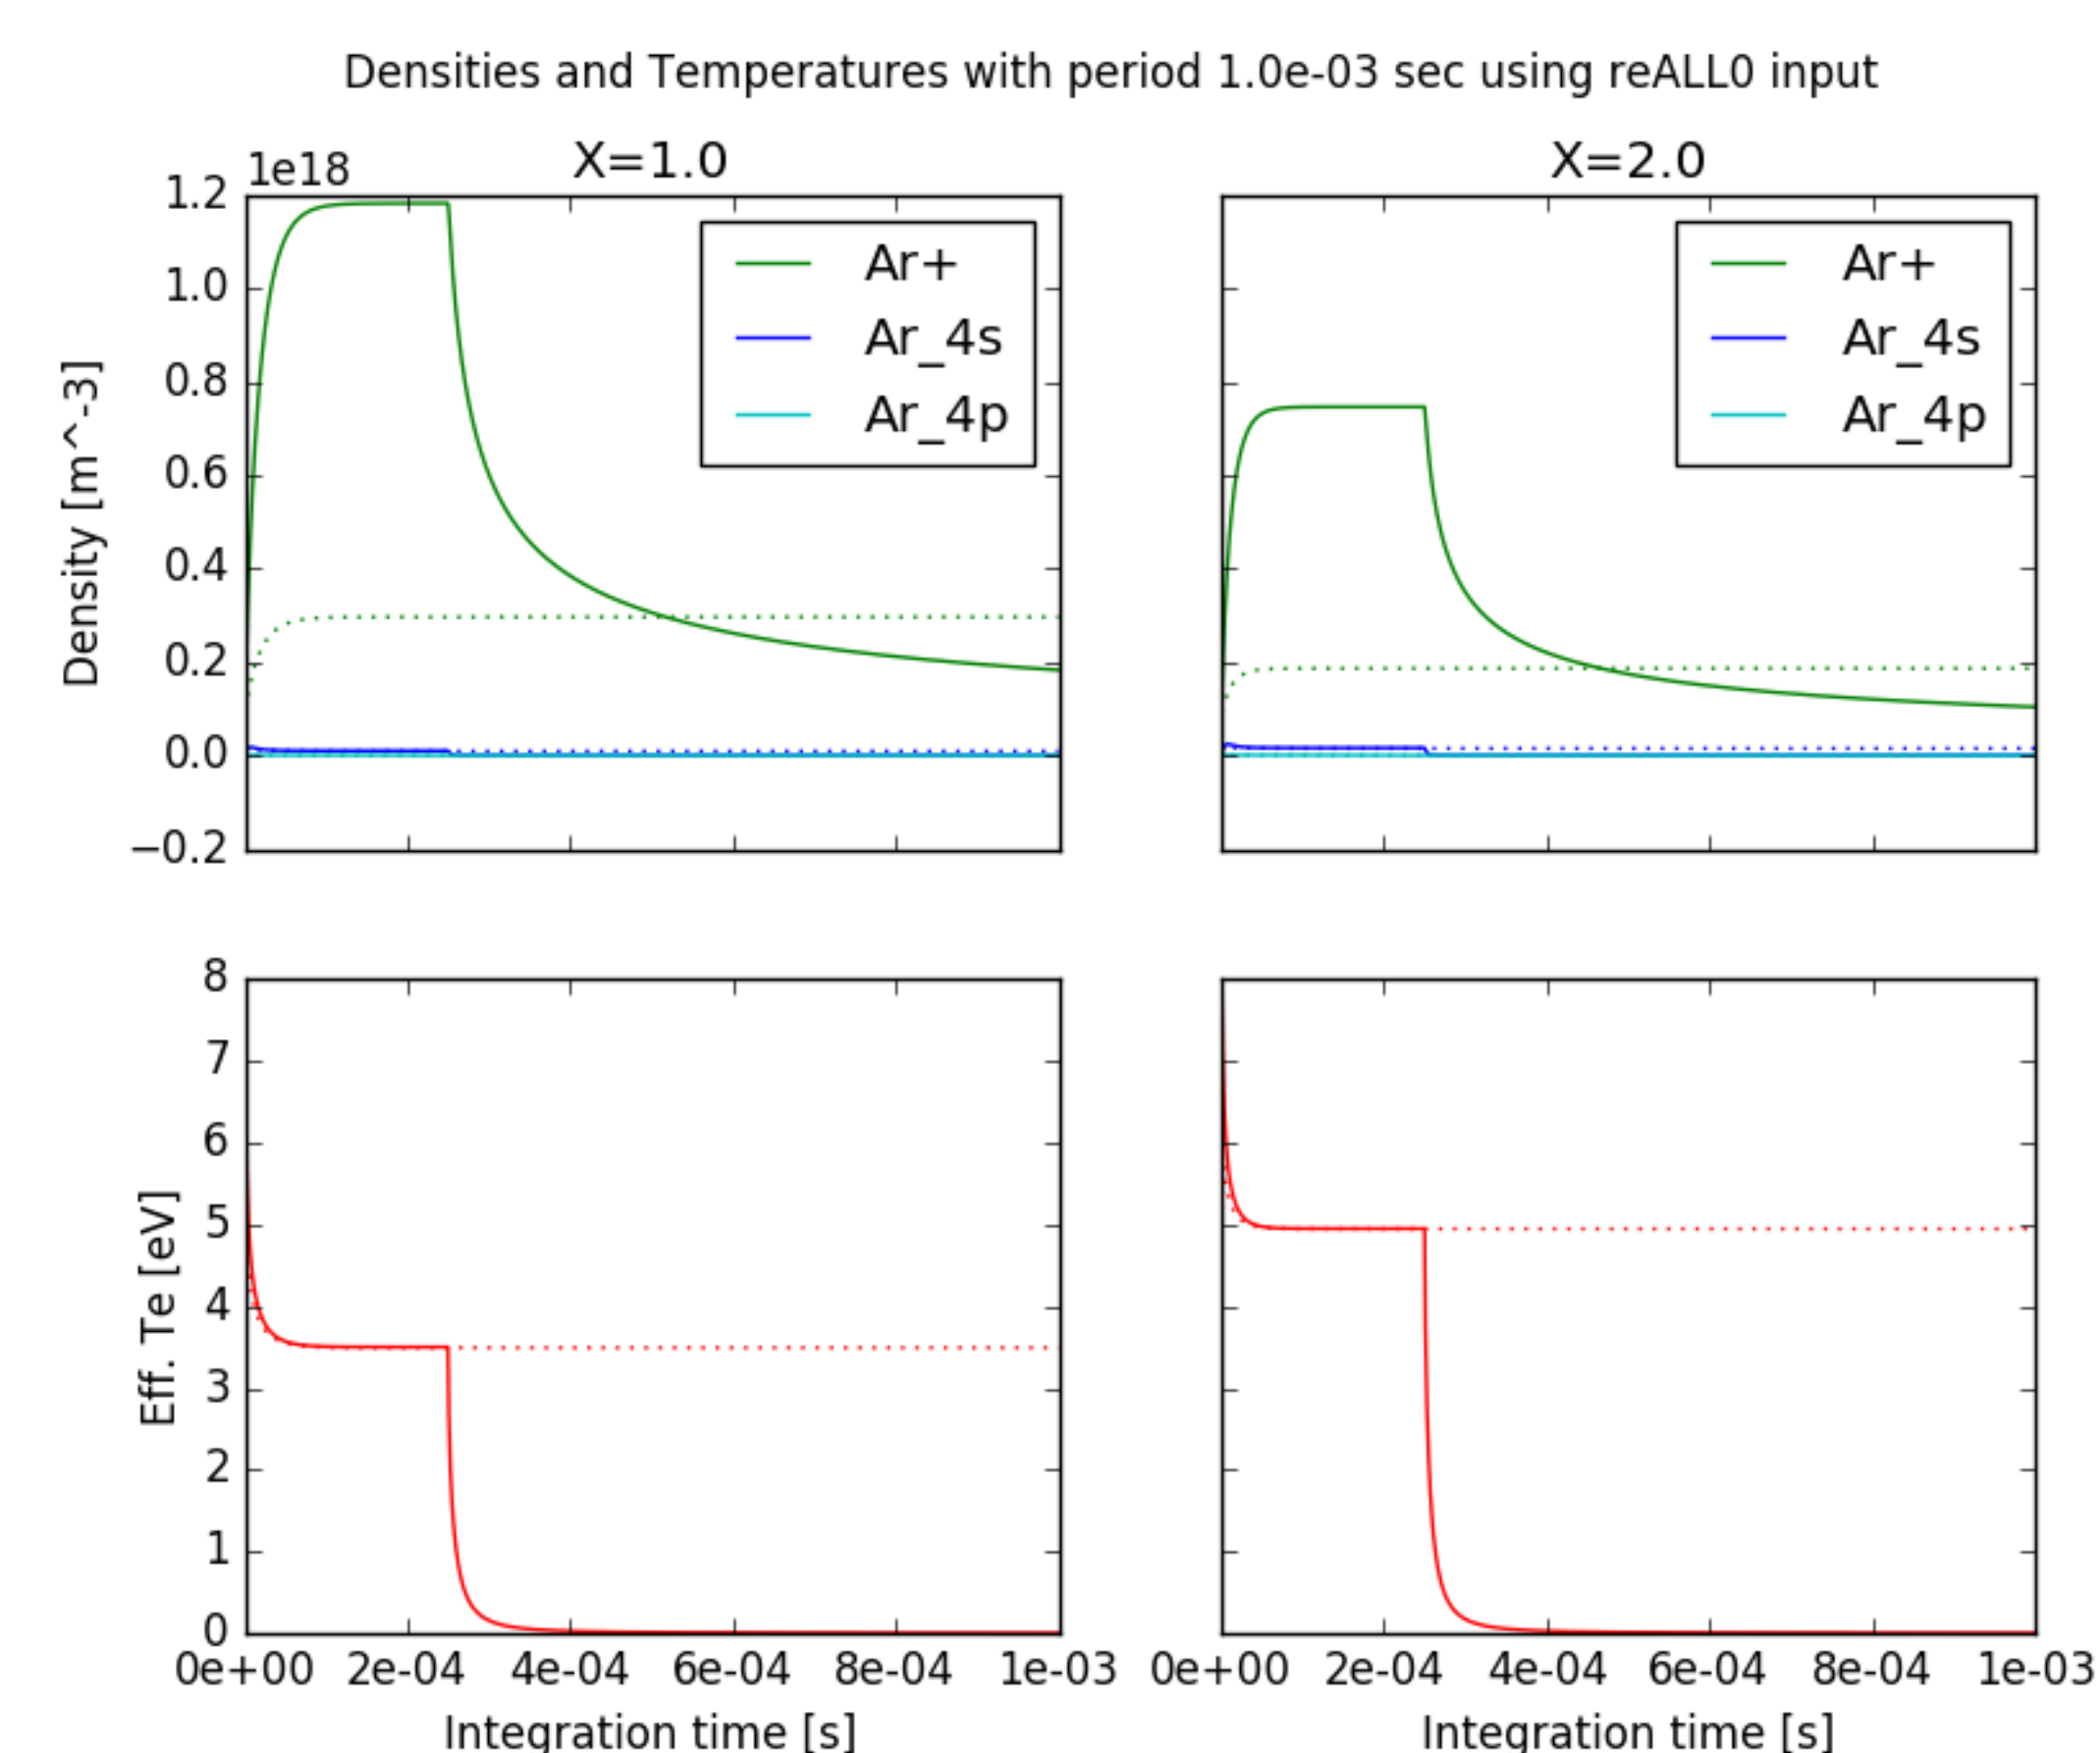 Densities and Temperatures with period 1.0e-03 sec using reALL0 input
X=1.0
X=2.0
1e18
1.2
1.0
0.8
0.6
0.4
0.2
0.0
−0.2
Density [m^-3]
Ar+
Ar_4s
Ar_4p
Ar+
Ar_4s
Ar_4p
8
7
6
5
4
3
2
1
0
Eff. Te [eV]
0e+00 2e-04 4e-04 6e-04 8e-04 1e-03
0e+00 2e-04 4e-04 6e-04 8e-04 1e-03
Integration time [s]
Integration time [s]